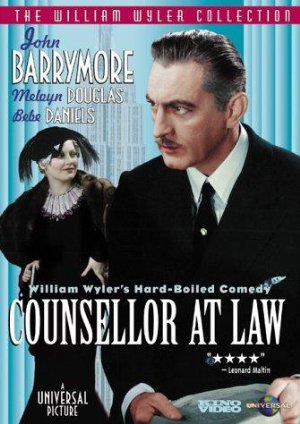 THE WILLIAM WYLER COLLECTION
John
BARRYMORE
Melvyn DOUGLAS
Bebe DANIELS
William Wyler's Hard-Boiled Comedy
COUNSELLOR AT LAW
"★★★★"
—Leonard Maltin
A
UNIVERSAL
PICTURE
KINO
VIDEO
UNIVERSAL